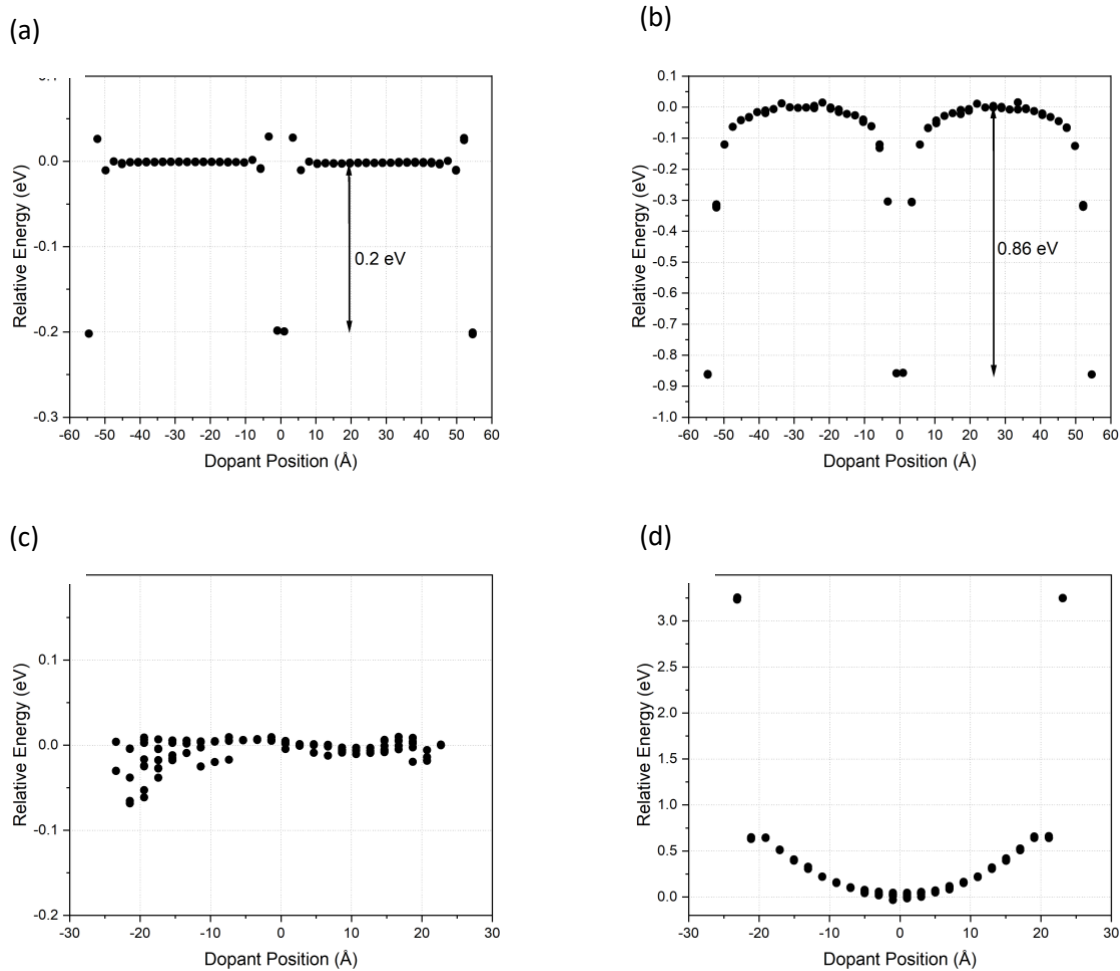 (a)
(b)
0.0
-0.1
-0.2
-0.3
Relative Energy (eV)
0.2 eV
-60 -50 -40 -30 -20 -10 0 10 20 30 40 50 60
Dopant Position (Å)
0.1
0.0
-0.1
-0.2
-0.3
-0.4
-0.5
-0.6
-0.7
-0.8
-0.9
-1.0
Relative Energy (eV)
0.86 eV
-60 -50 -40 -30 -20 -10 0 10 20 30 40 50 60
Dopant Position (Å)
(c)
(d)
0.1
0.0
-0.1
-0.2
Relative Energy (eV)
-30 -20 -10 0 10 20 30
Dopant Position (Å)
3.0
2.5
2.0
1.5
1.0
0.5
0.0
Relative Energy (eV)
-30 -20 -10 0 10 20 30
Dopant Position (Å)